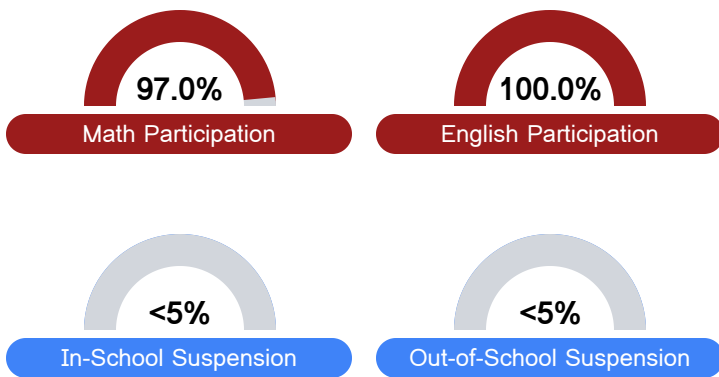 97.0%
100.0%
Math Participation
English Participation
<5%
<5%
In-School Suspension
Out-of-School Suspension